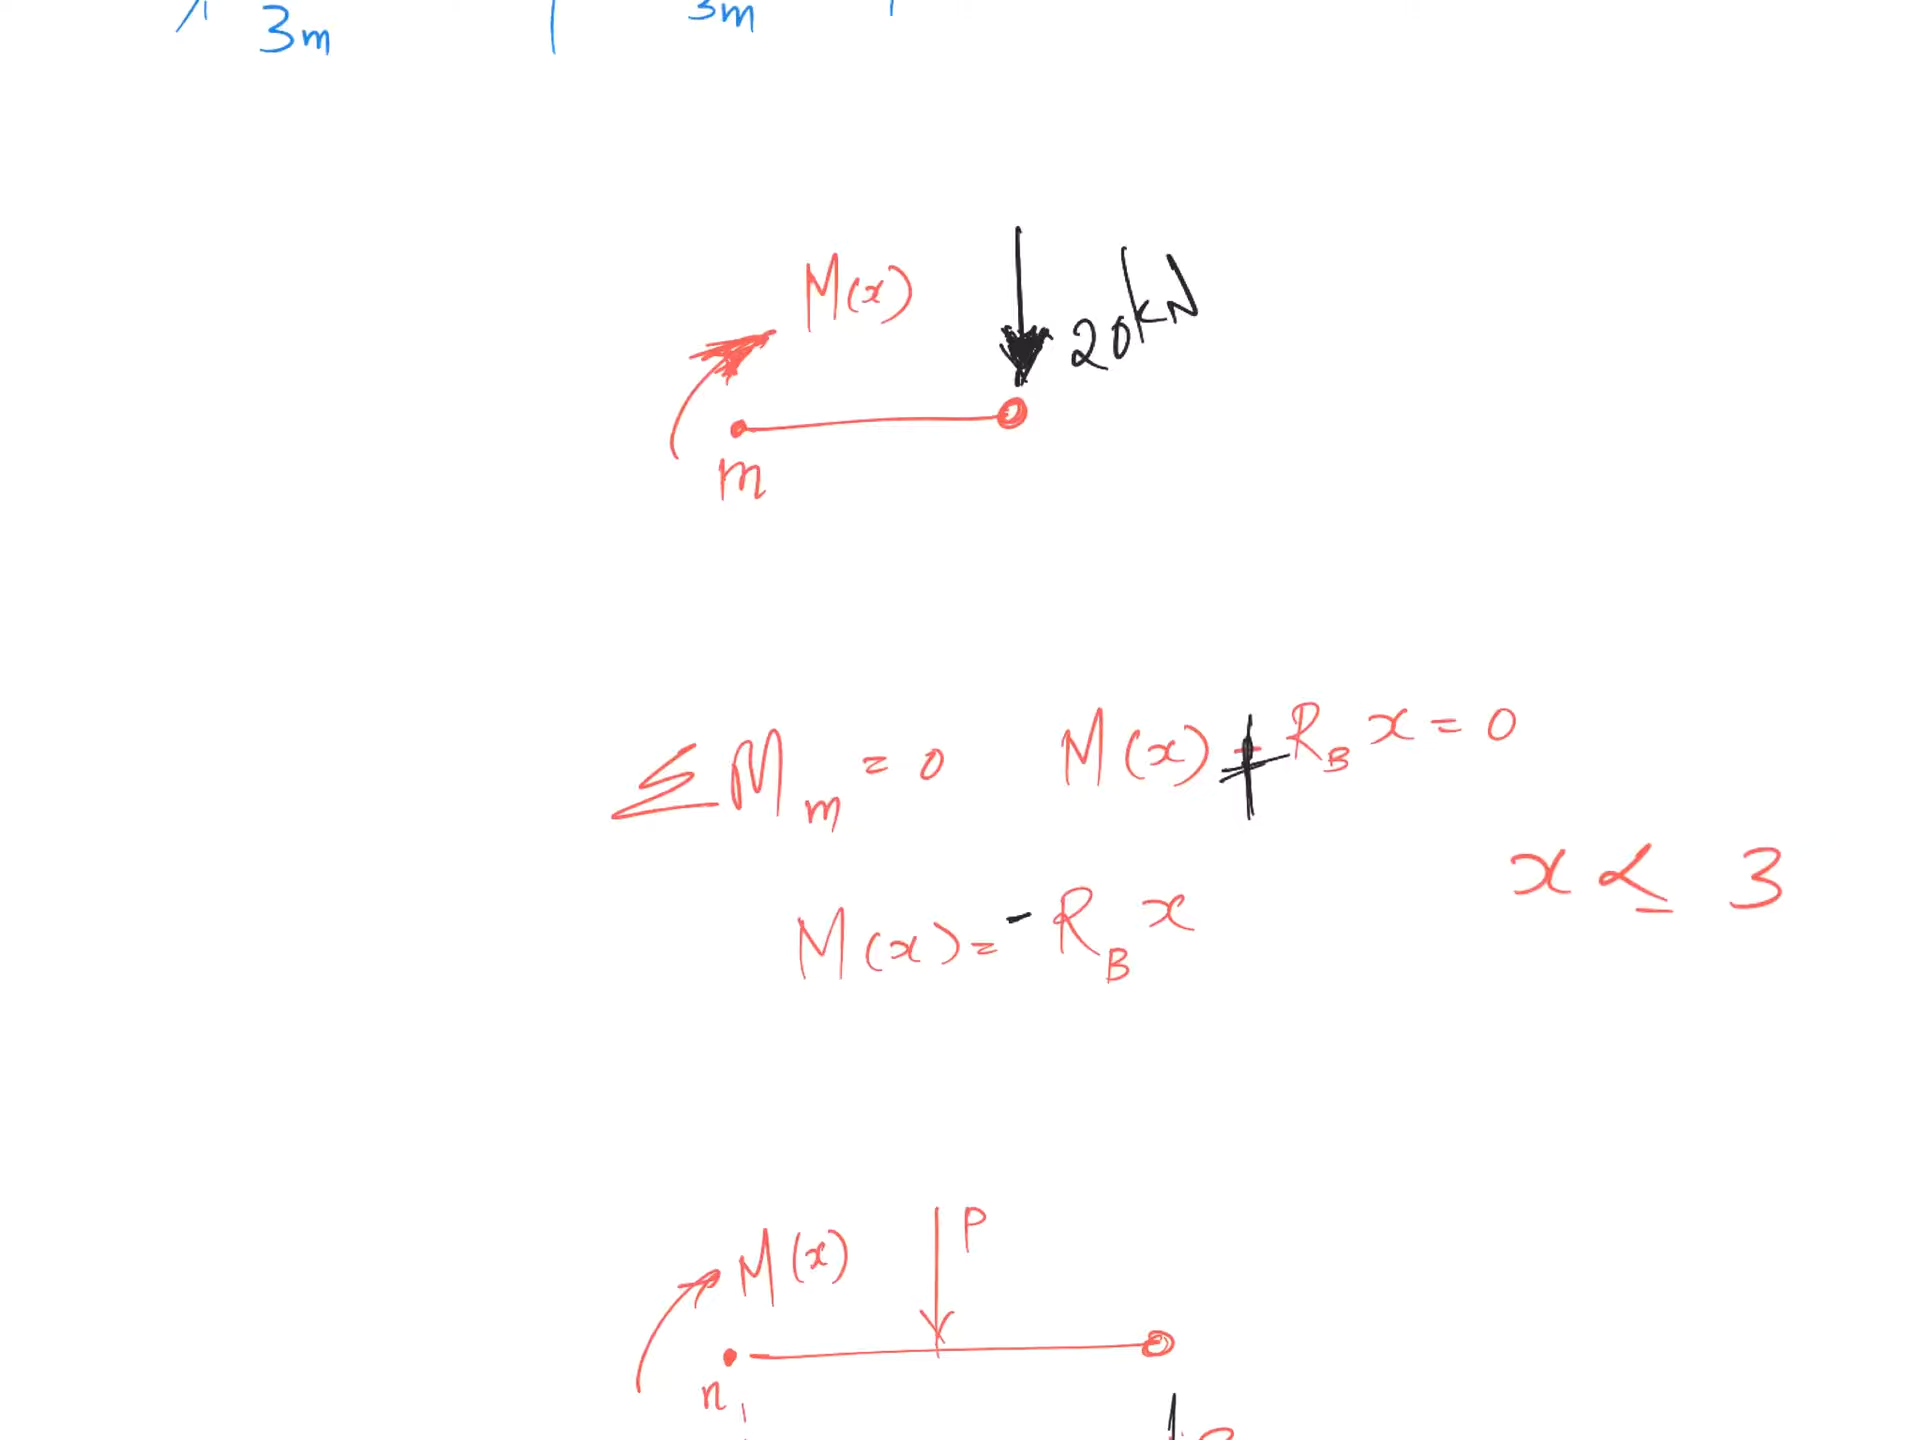 3m 3m
M(x)
20kN
m
ΣM_m = 0 M(x) + R_B x = 0
x ≤ 3
M(x) = - R_B x
P
M(x)
n